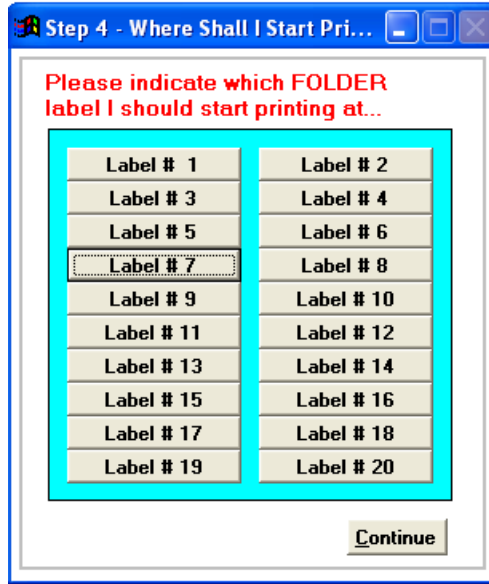 Step 4 - Where Shall I Start Pri...
Please indicate which FOLDER
label I should start printing at...
Label # 1 Label # 2
Label # 3 Label # 4
Label # 5 Label # 6
Label # 7 Label # 8
Label # 9 Label # 10
Label # 11 Label # 12
Label # 13 Label # 14
Label # 15 Label # 16
Label # 17 Label # 18
Label # 19 Label # 20
Continue